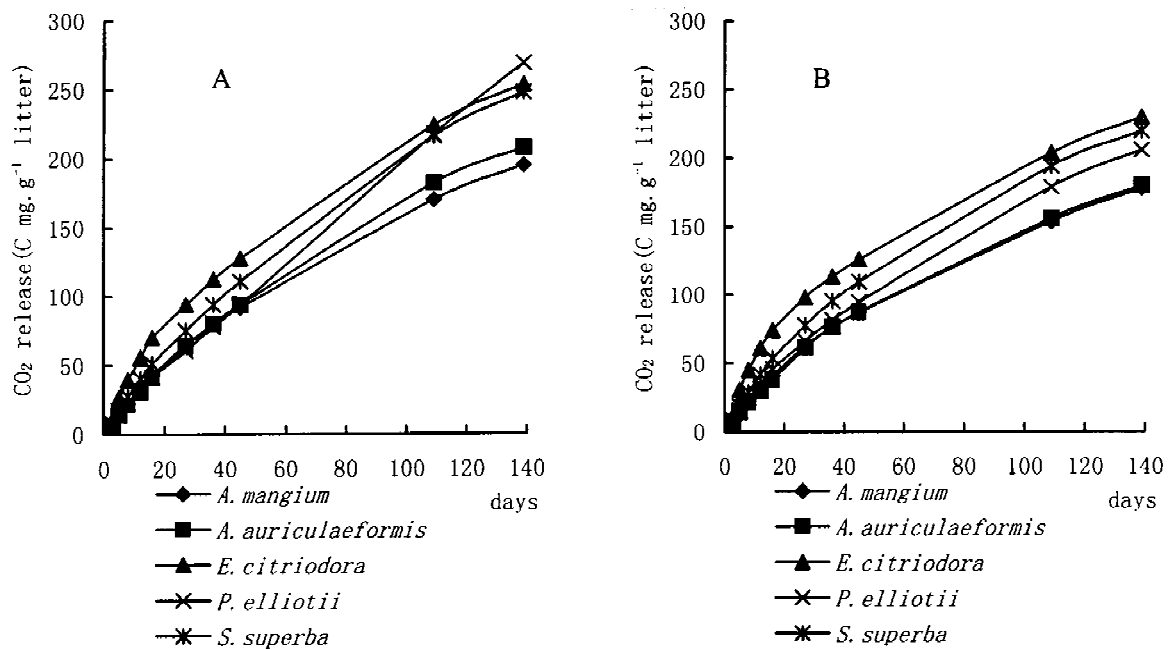 300
250
200
150
100
50
0
CO₂ release(C mg.g⁻¹ litter)
A
0 20 40 60 80 100 120 140
days
A. mangium
A. auriculaeformis
E. citriodora
P. elliotii
S. superba
300
250
200
150
100
50
0
CO₂ release(C mg.g⁻¹ litter)
B
0 20 40 60 80 100 120 140
days
A. mangium
A. auriculaeformis
E. citriodora
P. elliotii
S. superba